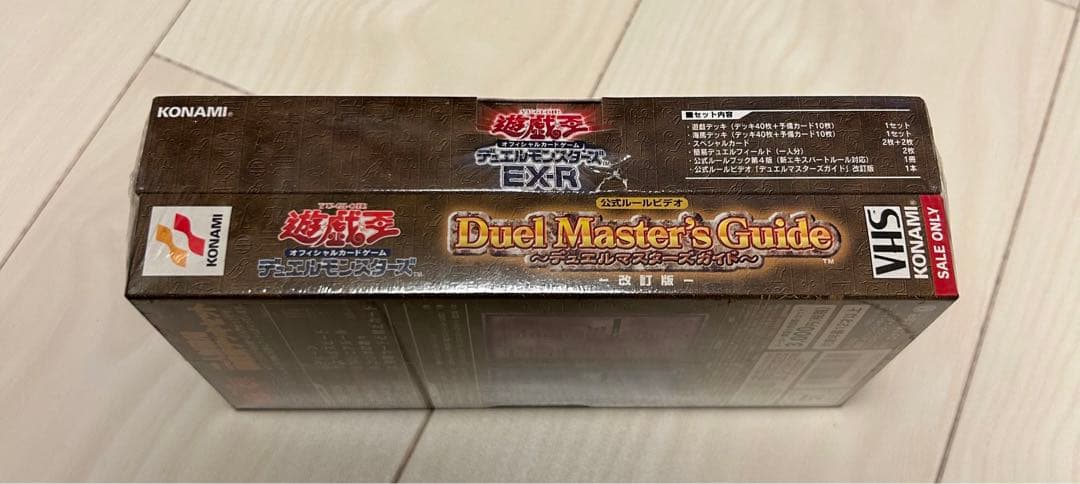 KONAMI
遊戯王
オフィシャルカードゲーム
デュエルモンスターズ™
EX-R
■セット内容
・遊戯デッキ（デッキ40枚＋予備カード10枚） 1セット
・海馬デッキ（デッキ40枚＋予備カード10枚） 1セット
・スペシャルカード 2枚+2枚
・簡易デュエルフィールド（一人分） 2枚
・公式ルールブック第4版（新エキスパートルール対応） 1冊
・公式ルールビデオ「デュエルマスターズガイド」改訂版 1本
KONAMI
遊戯王
オフィシャルカードゲーム
デュエルモンスターズ™
公式ルールビデオ
Duel Master's Guide™
～デュエルマスターズガイド～
－改訂版－
VHS
KONAMI®
SALE ONLY